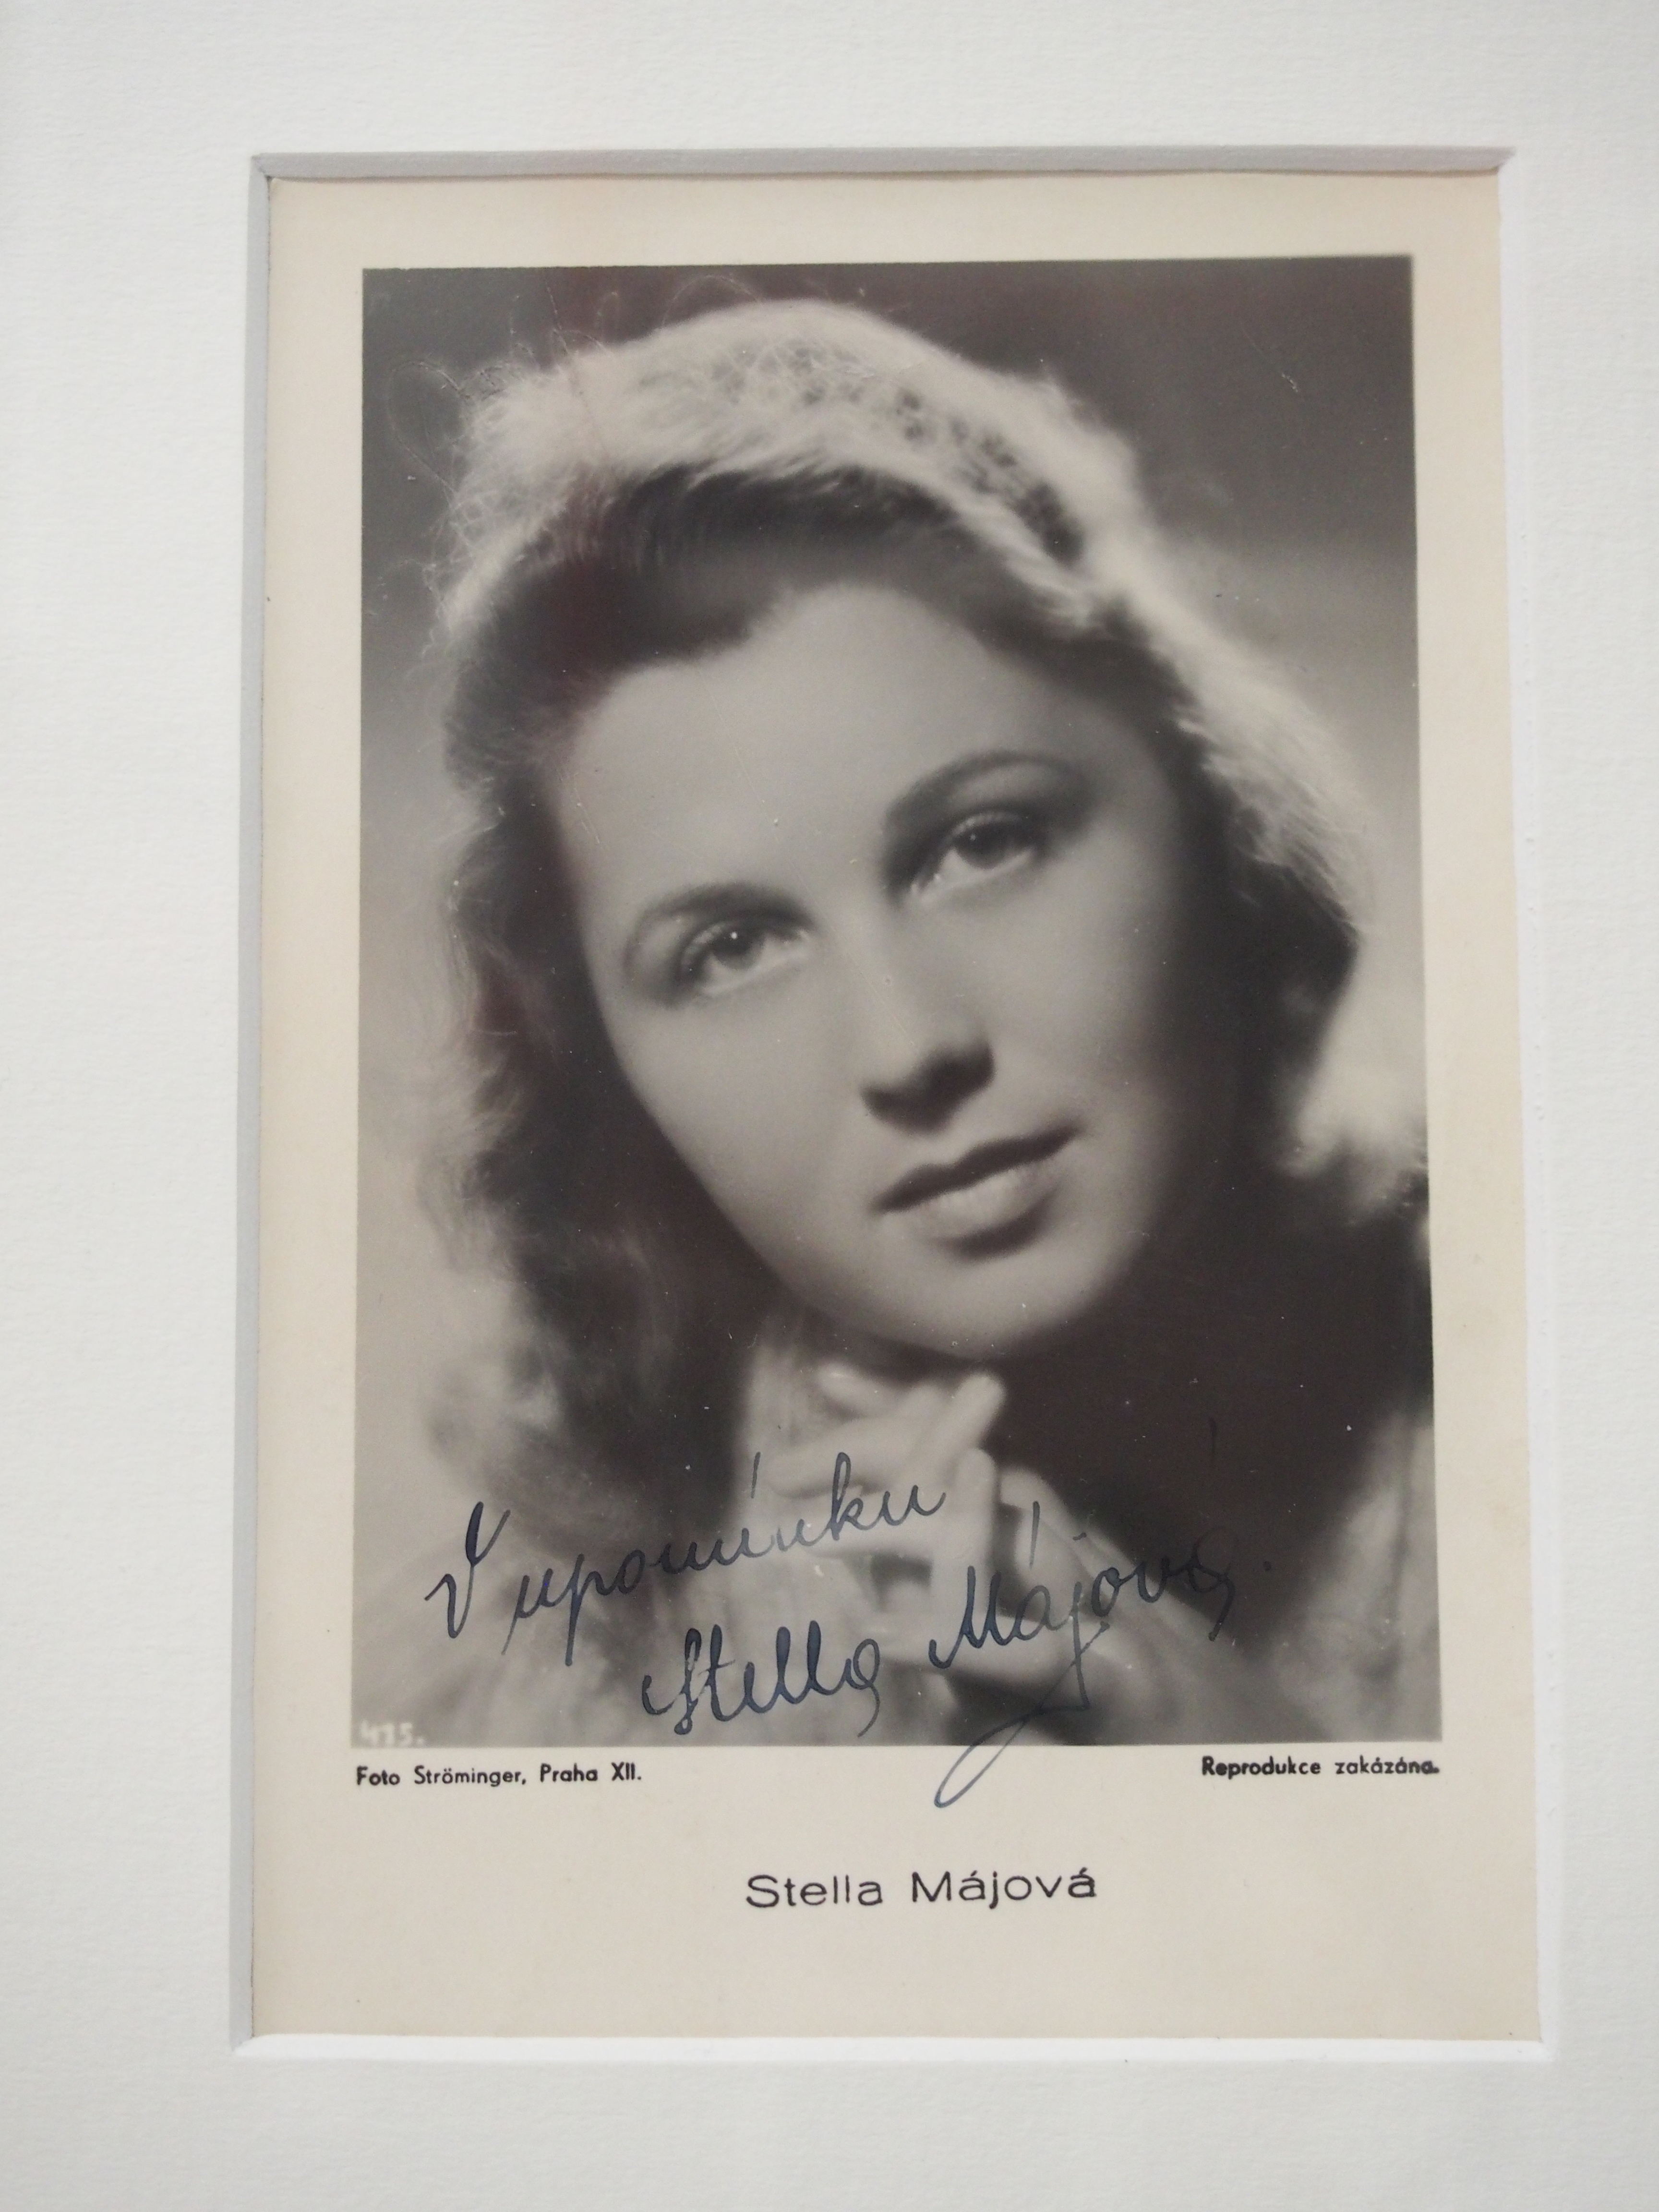 V upomínku
Stella Májová.
475.
Foto Ströminger, Praha XII.
Reprodukce zakázána.
Stella Májová